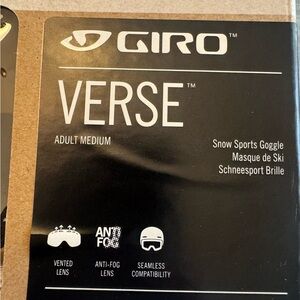 GIRO™
VERSE™
ADULT MEDIUM
Snow Sports Goggle
Masque de Ski
Schneesport Brille
ANTI
FOG
VENTED
LENS
ANTI-FOG
LENS
SEAMLESS
COMPATIBILITY